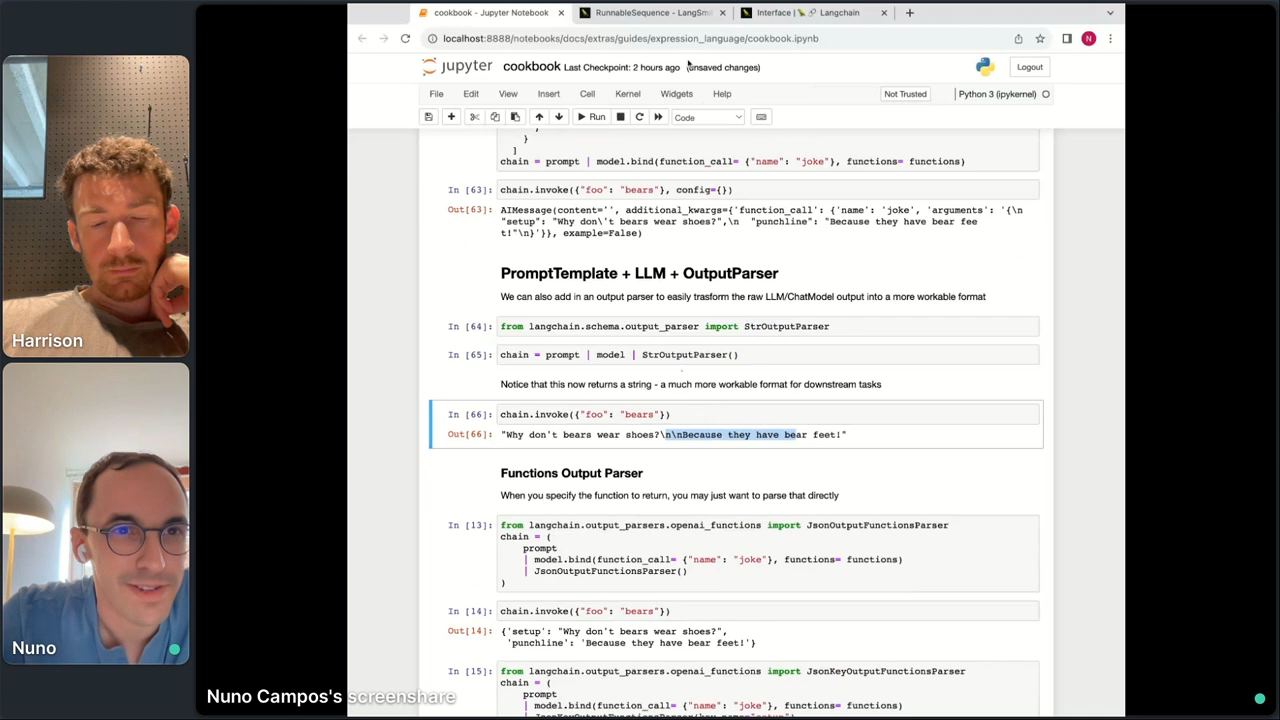 cookbook - Jupyter Notebook
RunnableSequence - LangSmi
Interface | 🦜️🔗 Langchain
localhost:8888/notebooks/docs/extras/guides/expression_language/cookbook.ipynb
N
jupyter cookbook Last Checkpoint: 2 hours ago (unsaved changes)
Logout
File Edit View Insert Cell Kernel Widgets Help
Not Trusted
Python 3 (ipykernel)
Run
Code
}
]
chain = prompt | model.bind(function_call= {"name": "joke"}, functions= functions)
In [63]: chain.invoke({"foo": "bears"}, config={})
Out[63]: AIMessage(content='', additional_kwargs={'function_call': {'name': 'joke', 'arguments': '{\n
"setup": "Why don\'t bears wear shoes?",\n  "punchline": "Because they have bear fee
t!"\n}'}}, example=False)
PromptTemplate + LLM + OutputParser
We can also add in an output parser to easily trasform the raw LLM/ChatModel output into a more workable format
In [64]: from langchain.schema.output_parser import StrOutputParser
In [65]: chain = prompt | model | StrOutputParser()
Notice that this now returns a string - a much more workable format for downstream tasks
In [66]: chain.invoke({"foo": "bears"})
Out[66]: "Why don't bears wear shoes?\n\nBecause they have bear feet!"
Functions Output Parser
When you specify the function to return, you may just want to parse that directly
In [13]: from langchain.output_parsers.openai_functions import JsonOutputFunctionsParser
chain = (
prompt
| model.bind(function_call= {"name": "joke"}, functions= functions)
| JsonOutputFunctionsParser()
)
In [14]: chain.invoke({"foo": "bears"})
Out[14]: {'setup': "Why don't bears wear shoes?",
'punchline': 'Because they have bear feet!'}
In [15]: from langchain.output_parsers.openai_functions import JsonKeyOutputFunctionsParser
chain = (
prompt
| model.bind(function_call= {"name": "joke"}, functions= functions)
Harrison
Nuno
Nuno Campos's screenshare